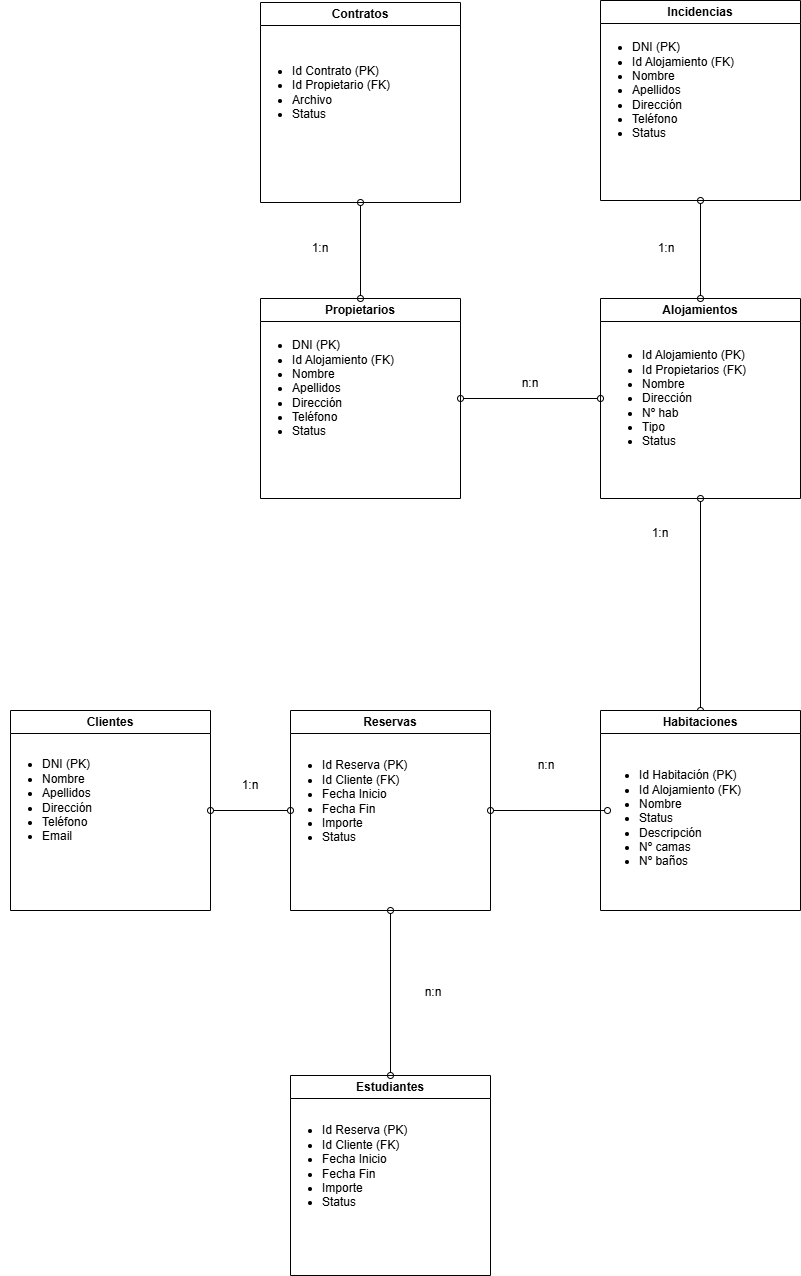 Contratos
Id Contrato (PK)
Id Propietario (FK)
Archivo
Status
Incidencias
DNI (PK)
Id Alojamiento (FK)
Nombre
Apellidos
Dirección
Teléfono
Status
1:n
1:n
Propietarios
DNI (PK)
Id Alojamiento (FK)
Nombre
Apellidos
Dirección
Teléfono
Status
n:n
Alojamientos
Id Alojamiento (PK)
Id Propietarios (FK)
Nombre
Dirección
Nº hab
Tipo
Status
1:n
Clientes
DNI (PK)
Nombre
Apellidos
Dirección
Teléfono
Email
1:n
Reservas
Id Reserva (PK)
Id Cliente (FK)
Fecha Inicio
Fecha Fin
Importe
Status
n:n
Habitaciones
Id Habitación (PK)
Id Alojamiento (FK)
Nombre
Status
Descripción
Nº camas
Nº baños
n:n
Estudiantes
Id Reserva (PK)
Id Cliente (FK)
Fecha Inicio
Fecha Fin
Importe
Status